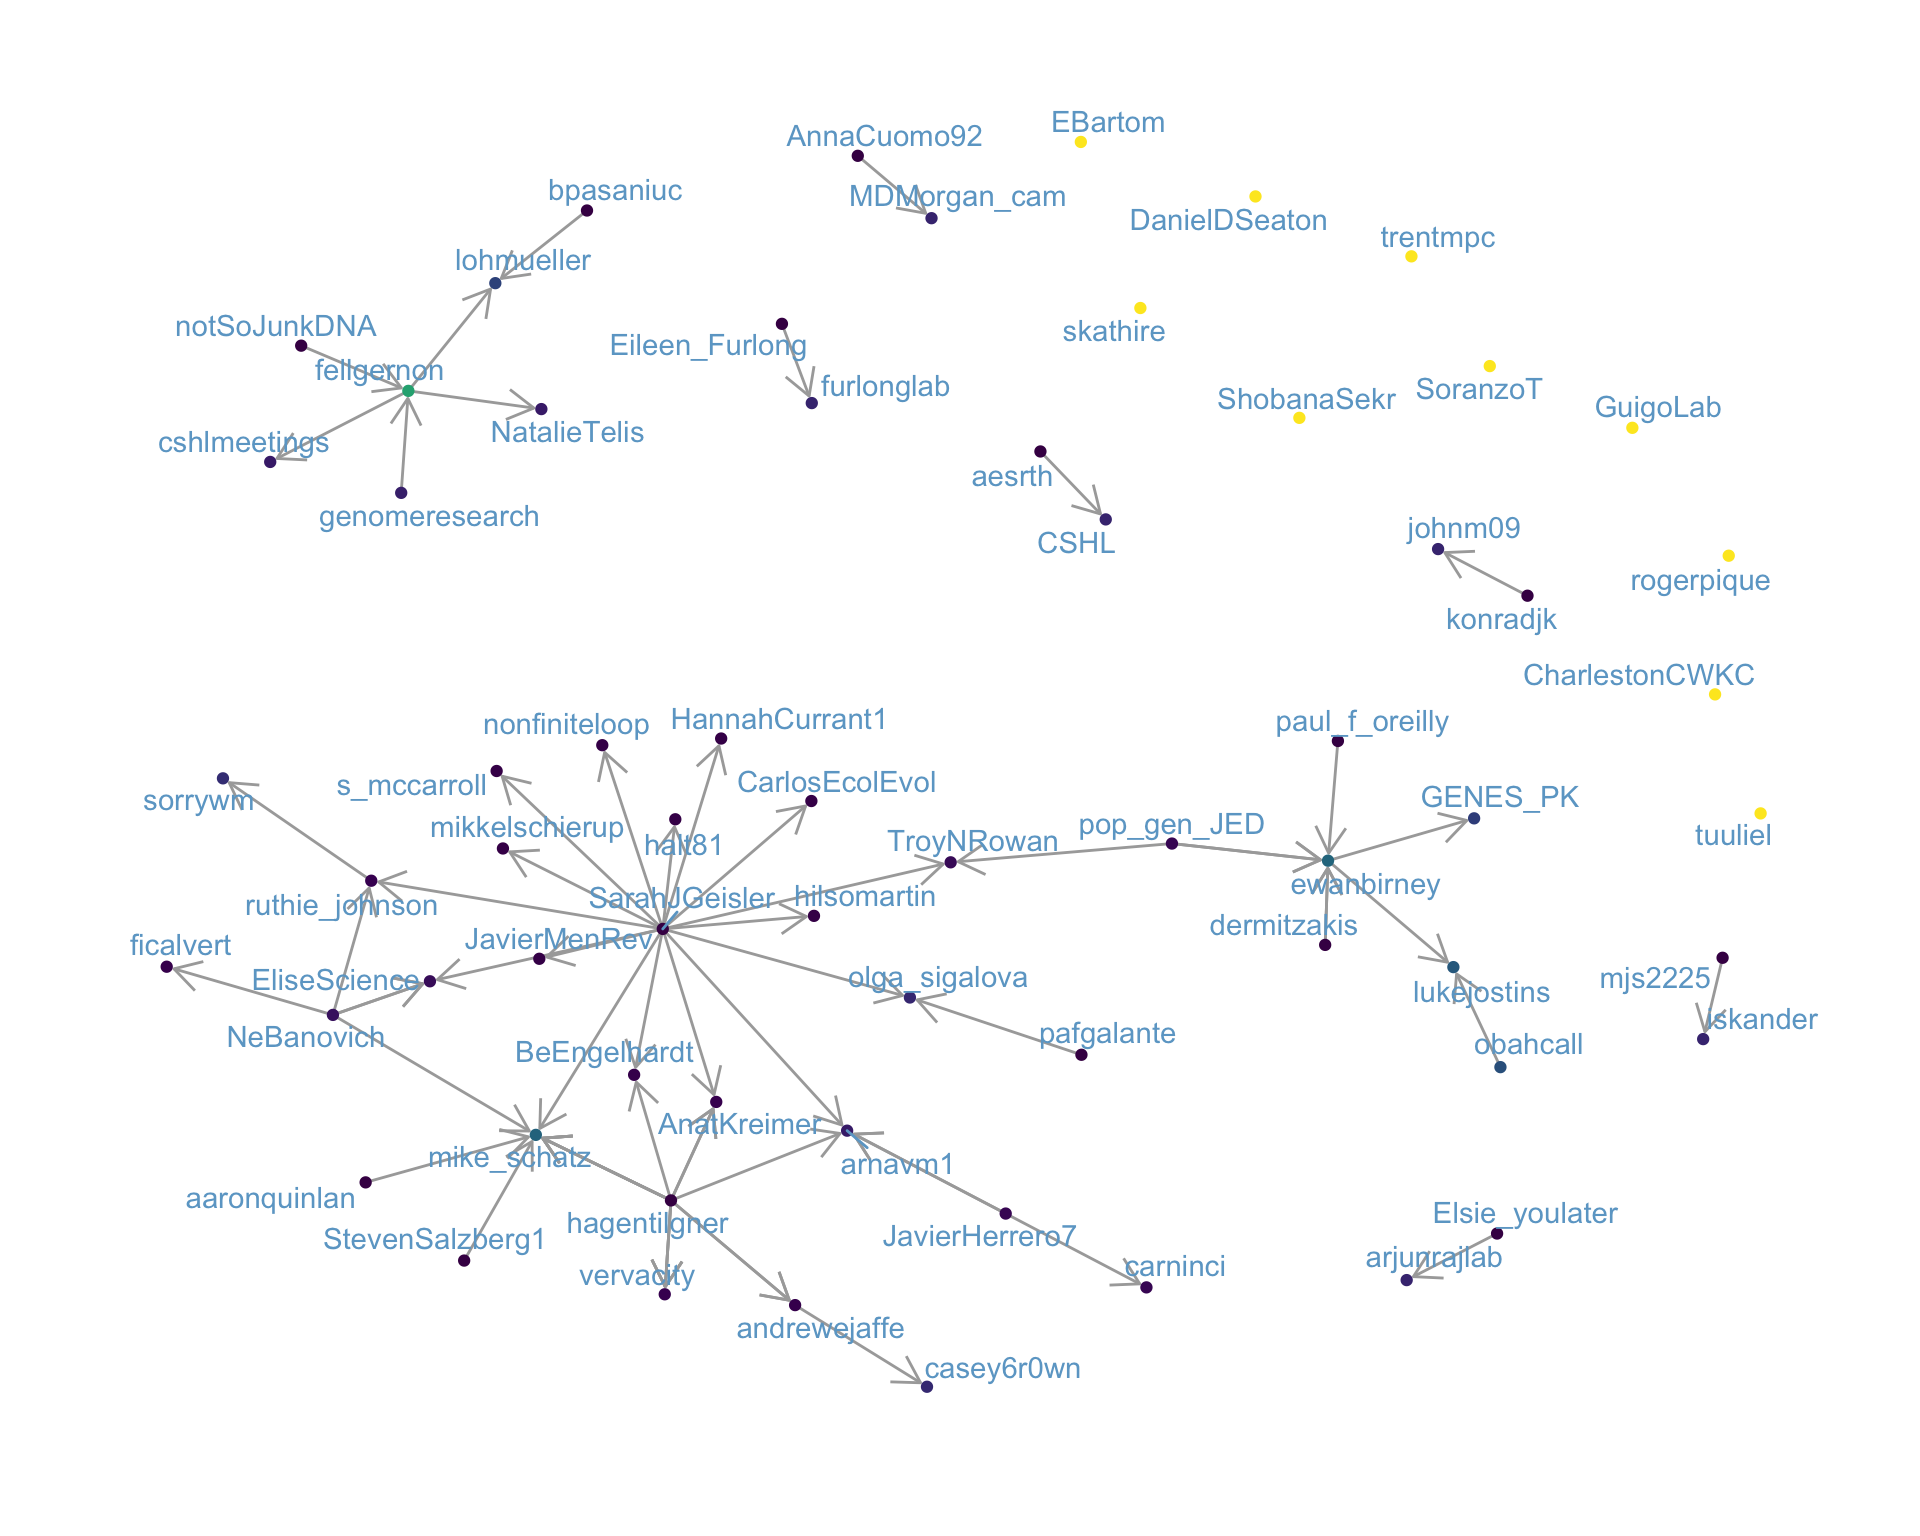 EBartom
AnnaCuomo92
bpasaniuc
MDMorgan_cam
DanielDSeaton
trentmpc
lohmueller
notSoJunkDNA
skathire
Eileen_Furlong
fellgernon
furlonglab
SoranzoT
ShobanaSekr
GuigoLab
NatalieTelis
cshlmeetings
aesrth
genomeresearch
johnm09
CSHL
rogerpique
konradjk
CharlestonCWKC
HannahCurrant1
nonfiniteloop
paul_f_oreilly
CarlosEcolEvol
s_mccarroll
GENES_PK
sorrywm
mikkelschierup
pop_gen_JED
tuuliel
halt81
TroyNRowan
ewanbirney
SarahJGeisler
hilsomartin
ruthie_johnson
dermitzakis
JavierMenRev
ficalvert
EliseScience
olga_sigalova
mjs2225
lukejostins
iskander
pafgalante
NeBanovich
obahcall
BeEngelhardt
AnatKreimer
mike_schatz
arnavm1
aaronquinlan
Elsie_youlater
hagentilgner
JavierHerrero7
StevenSalzberg1
arjunrajlab
carninci
vervacity
andrewejaffe
casey6r0wn